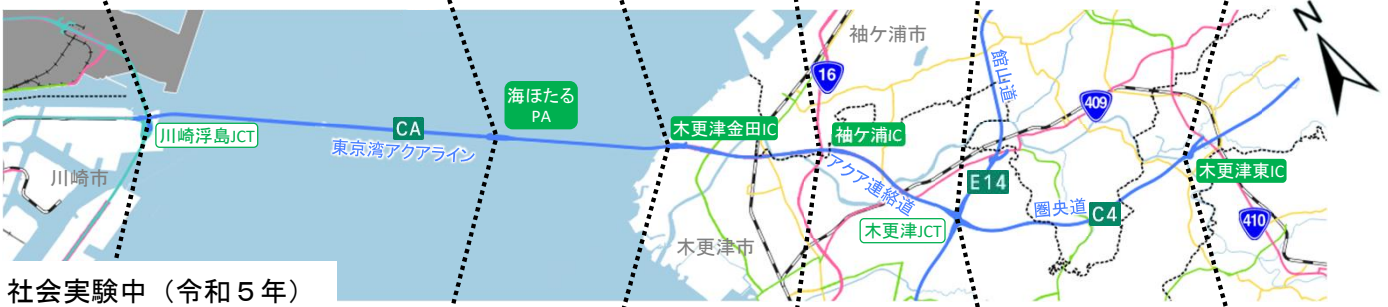 N
袖ケ浦市
16
館山道
409
海ほたる
PA
川崎浮島JCT
CA
東京湾アクアライン
木更津金田IC
袖ケ浦IC
アクア連絡道
E14
木更津東IC
川崎市
圏央道
C4
410
木更津JCT
木更津市
社会実験中(令和5年)